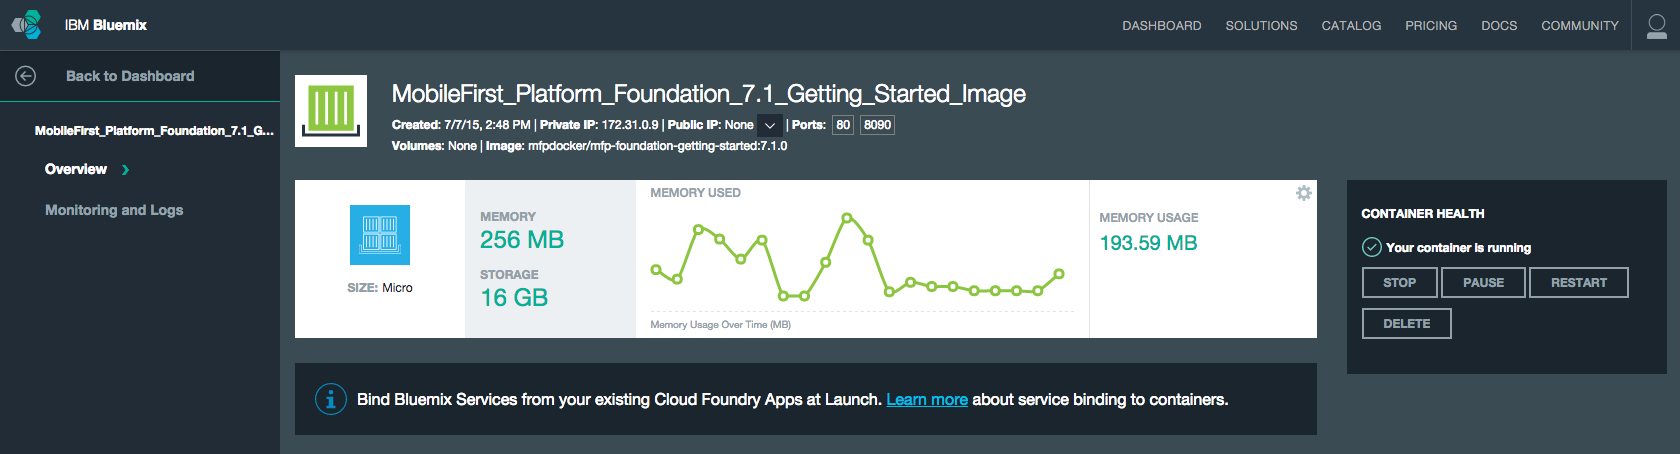 IBM Bluemix
DASHBOARD SOLUTIONS CATALOG PRICING DOCS COMMUNITY
Back to Dashboard
MobileFirst_Platform_Foundation_7.1_G...
Overview
Monitoring and Logs
MobileFirst_Platform_Foundation_7.1_Getting_Started_Image
Created: 7/7/15, 2:48 PM | Private IP: 172.31.0.9 | Public IP: None | Ports: 80 8090
Volumes: None | Image: mfpdocker/mfp-foundation-getting-started:7.1.0
SIZE: Micro
MEMORY
256 MB
STORAGE
16 GB
MEMORY USED
Memory Usage Over Time (MB)
MEMORY USAGE
193.59 MB
CONTAINER HEALTH
Your container is running
STOP PAUSE RESTART
DELETE
Bind Bluemix Services from your existing Cloud Foundry Apps at Launch. Learn more about service binding to containers.